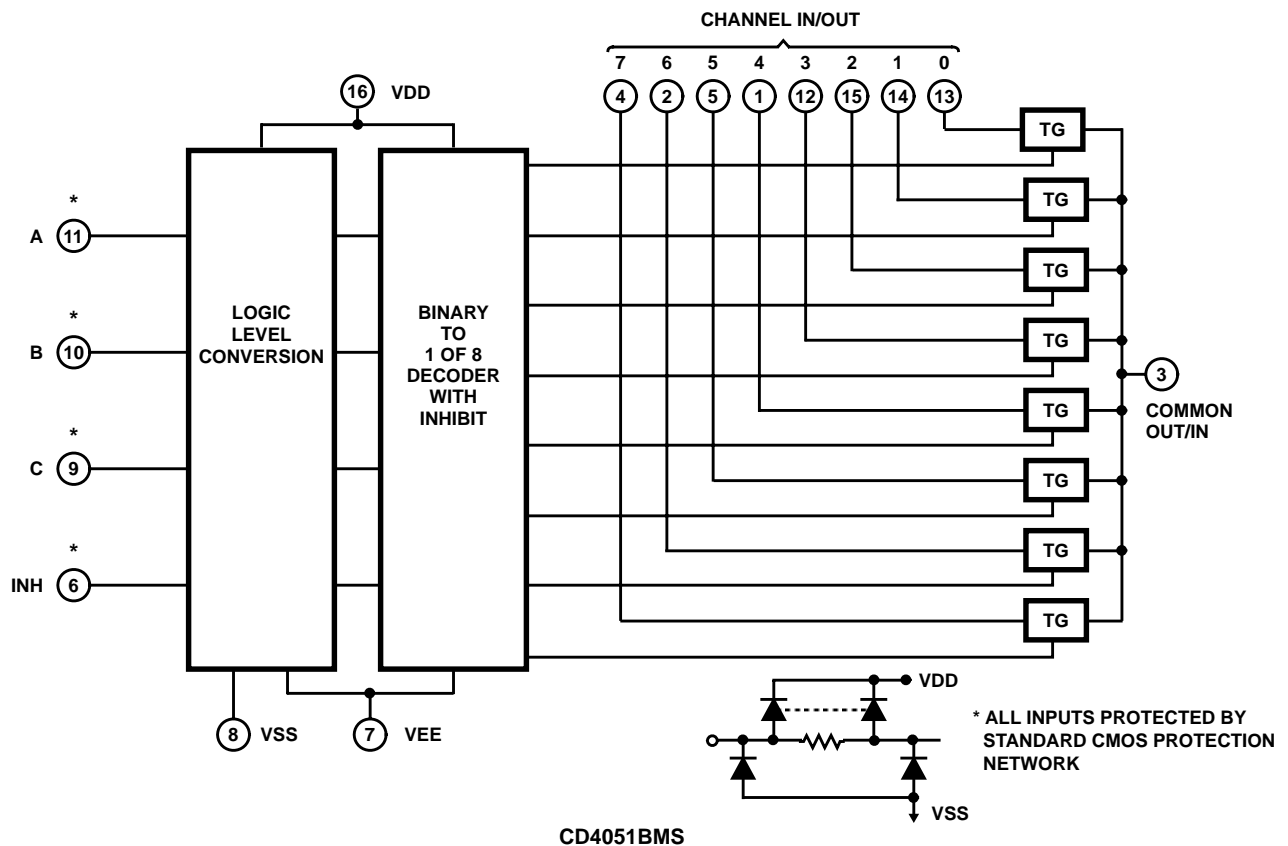 CHANNEL IN/OUT
7 6 5 4 3 2 1 0
4 2 5 1 12 15 14 13
16 VDD
TG
TG
TG
TG
TG
TG
TG
TG
*
A 11
*
B 10
*
C 9
*
INH 6
LOGIC
LEVEL
CONVERSION
BINARY
TO
1 OF 8
DECODER
WITH
INHIBIT
3
COMMON
OUT/IN
8 VSS
7 VEE
VDD
VSS
* ALL INPUTS PROTECTED BY
STANDARD CMOS PROTECTION
NETWORK
CD4051BMS